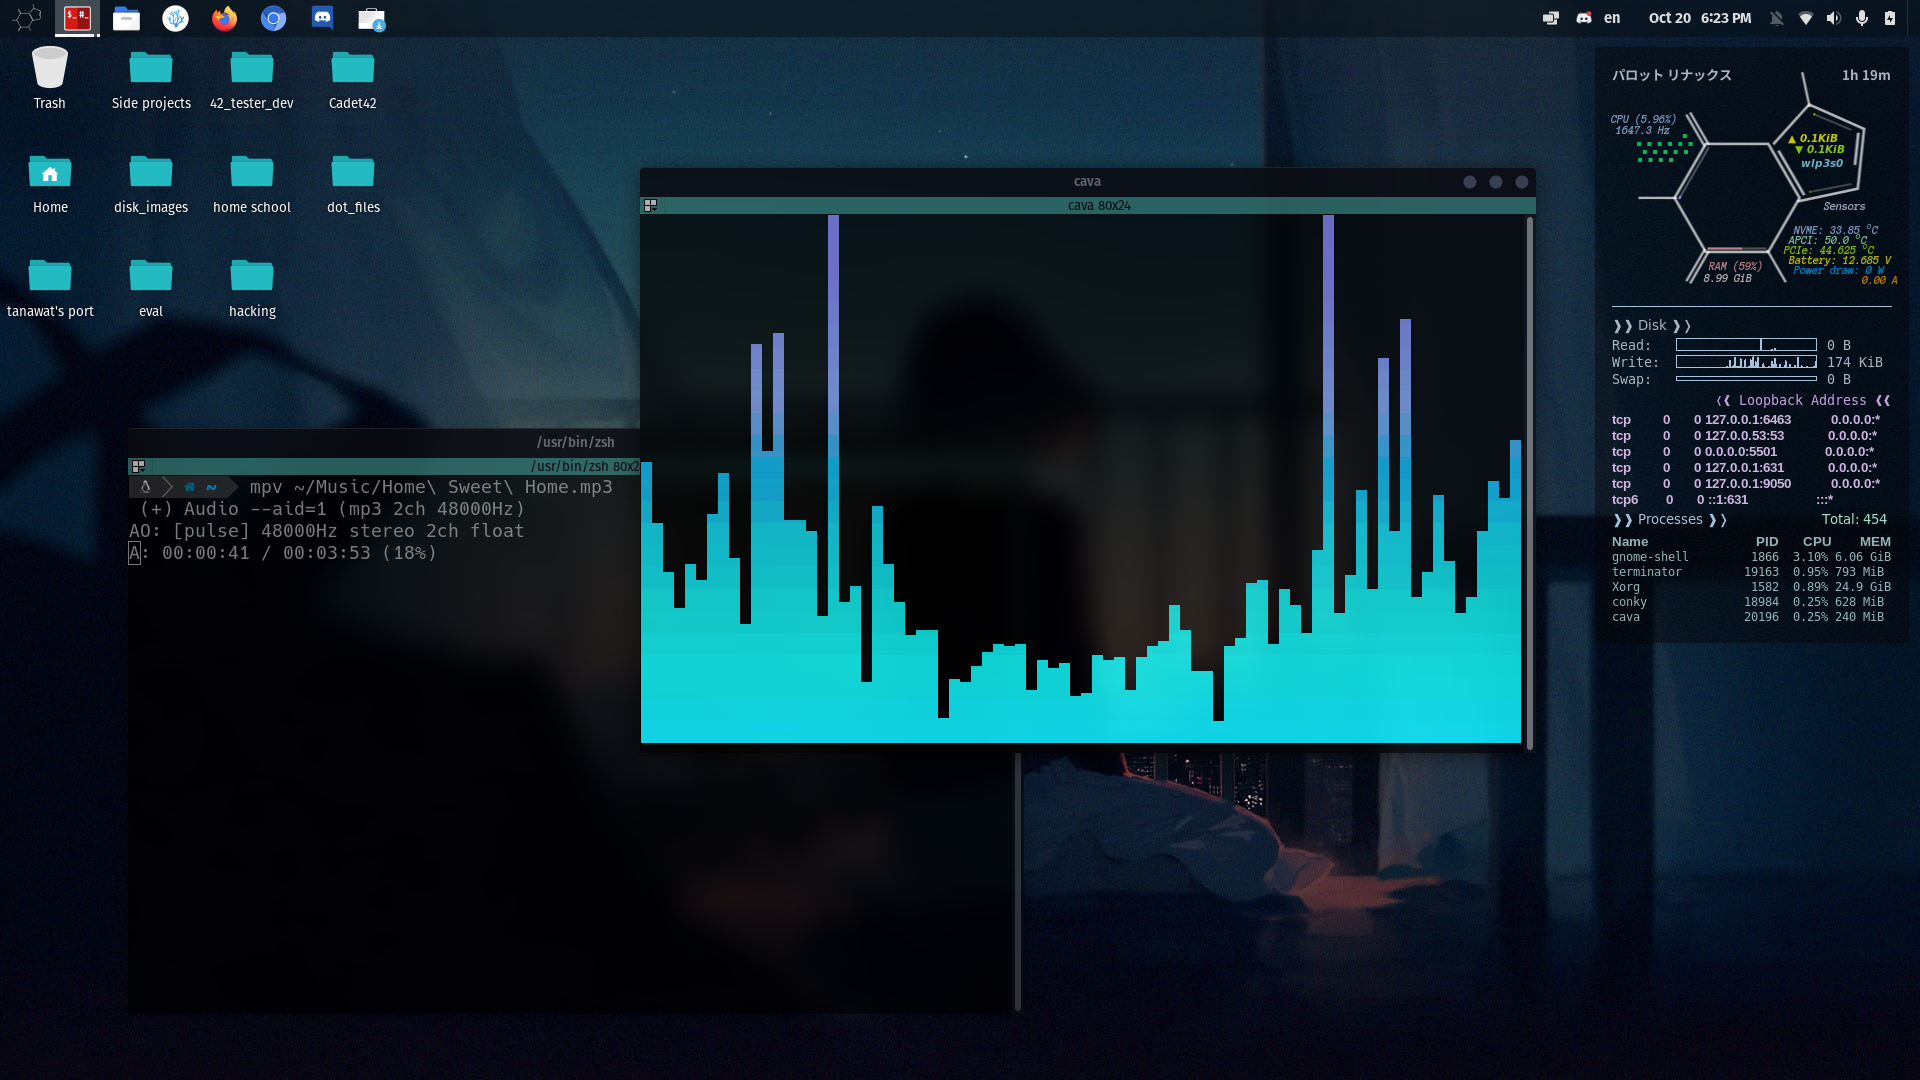 en Oct 20 6:23 PM
Trash Side projects 42_tester_dev Cadet42
Home disk_images home school dot_files
tanawat's port eval hacking
/usr/bin/zsh
/usr/bin/zsh 80x2
~ mpv ~/Music/Home\ Sweet\ Home.mp3
(+) Audio --aid=1 (mp3 2ch 48000Hz)
AO: [pulse] 48000Hz stereo 2ch float
A: 00:00:41 / 00:03:53 (18%)
cava
cava 80x24
パロット リナックス 1h 19m
CPU (5.96%)
1647.3 Hz
▲ 0.1KiB
▼ 0.1KiB
wlp3s0
Sensors
NVME: 33.85 °C
APCI: 50.0 °C
PCIe: 44.625 °C
Battery: 12.685 V
Power draw: 0 W
0.00 A
RAM (59%)
8.99 GiB
❫❫ Disk ❫⟩
Read: 0 B
Write: 174 KiB
Swap: 0 B
⟨❪ Loopback Address ❪❪
tcp 0 0 127.0.0.1:6463 0.0.0.0:*
tcp 0 0 127.0.0.53:53 0.0.0.0:*
tcp 0 0 0.0.0.0:5501 0.0.0.0:*
tcp 0 0 127.0.0.1:631 0.0.0.0:*
tcp 0 0 127.0.0.1:9050 0.0.0.0:*
tcp6 0 0 ::1:631 :::*
❫❫ Processes ❫⟩ Total: 454
Name PID CPU MEM
gnome-shell 1866 3.10% 6.06 GiB
terminator 19163 0.95% 793 MiB
Xorg 1582 0.89% 24.9 GiB
conky 18984 0.25% 628 MiB
cava 20196 0.25% 240 MiB